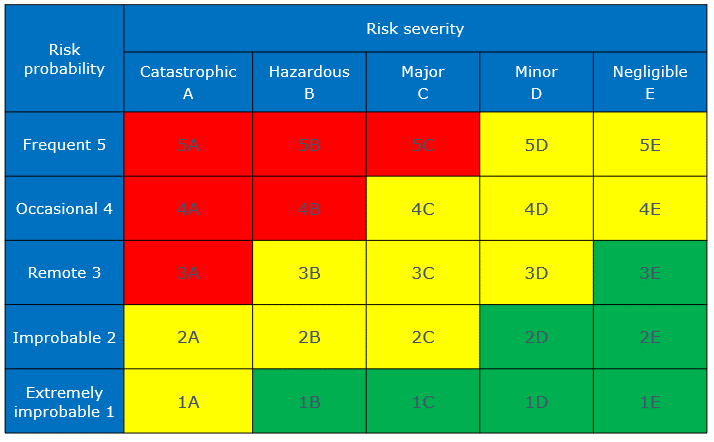 Risk
probability
Risk severity
Catastrophic
A
Hazardous
B
Major
C
Minor
D
Negligible
E
Frequent 5
5A
5B
5C
5D
5E
Occasional 4
4A
4B
4C
4D
4E
Remote 3
3A
3B
3C
3D
3E
Improbable 2
2A
2B
2C
2D
2E
Extremely
improbable 1
1A
1B
1C
1D
1E